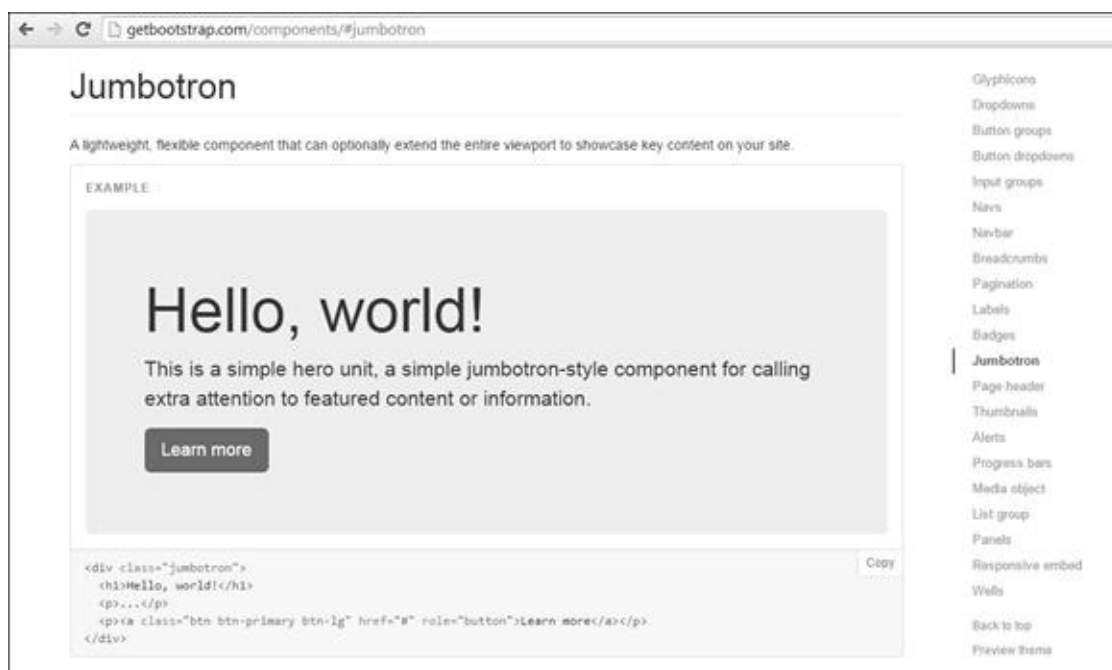 getbootstrap.com/components/#jumbotron
Jumbotron
A lightweight, flexible component that can optionally extend the entire viewport to showcase key content on your site.
EXAMPLE
Hello, world!
This is a simple hero unit, a simple jumbotron-style component for calling
extra attention to featured content or information.
Learn more
Copy
<div class="jumbotron">
  <h1>Hello, world!</h1>
  <p>...</p>
  <p><a class="btn btn-primary btn-lg" href="#" role="button">Learn more</a></p>
</div>
Glyphicons
Dropdowns
Button groups
Button dropdowns
Input groups
Navs
Navbar
Breadcrumbs
Pagination
Labels
Badges
Jumbotron
Page header
Thumbnails
Alerts
Progress bars
Media object
List group
Panels
Responsive embed
Wells
Back to top
Preview theme